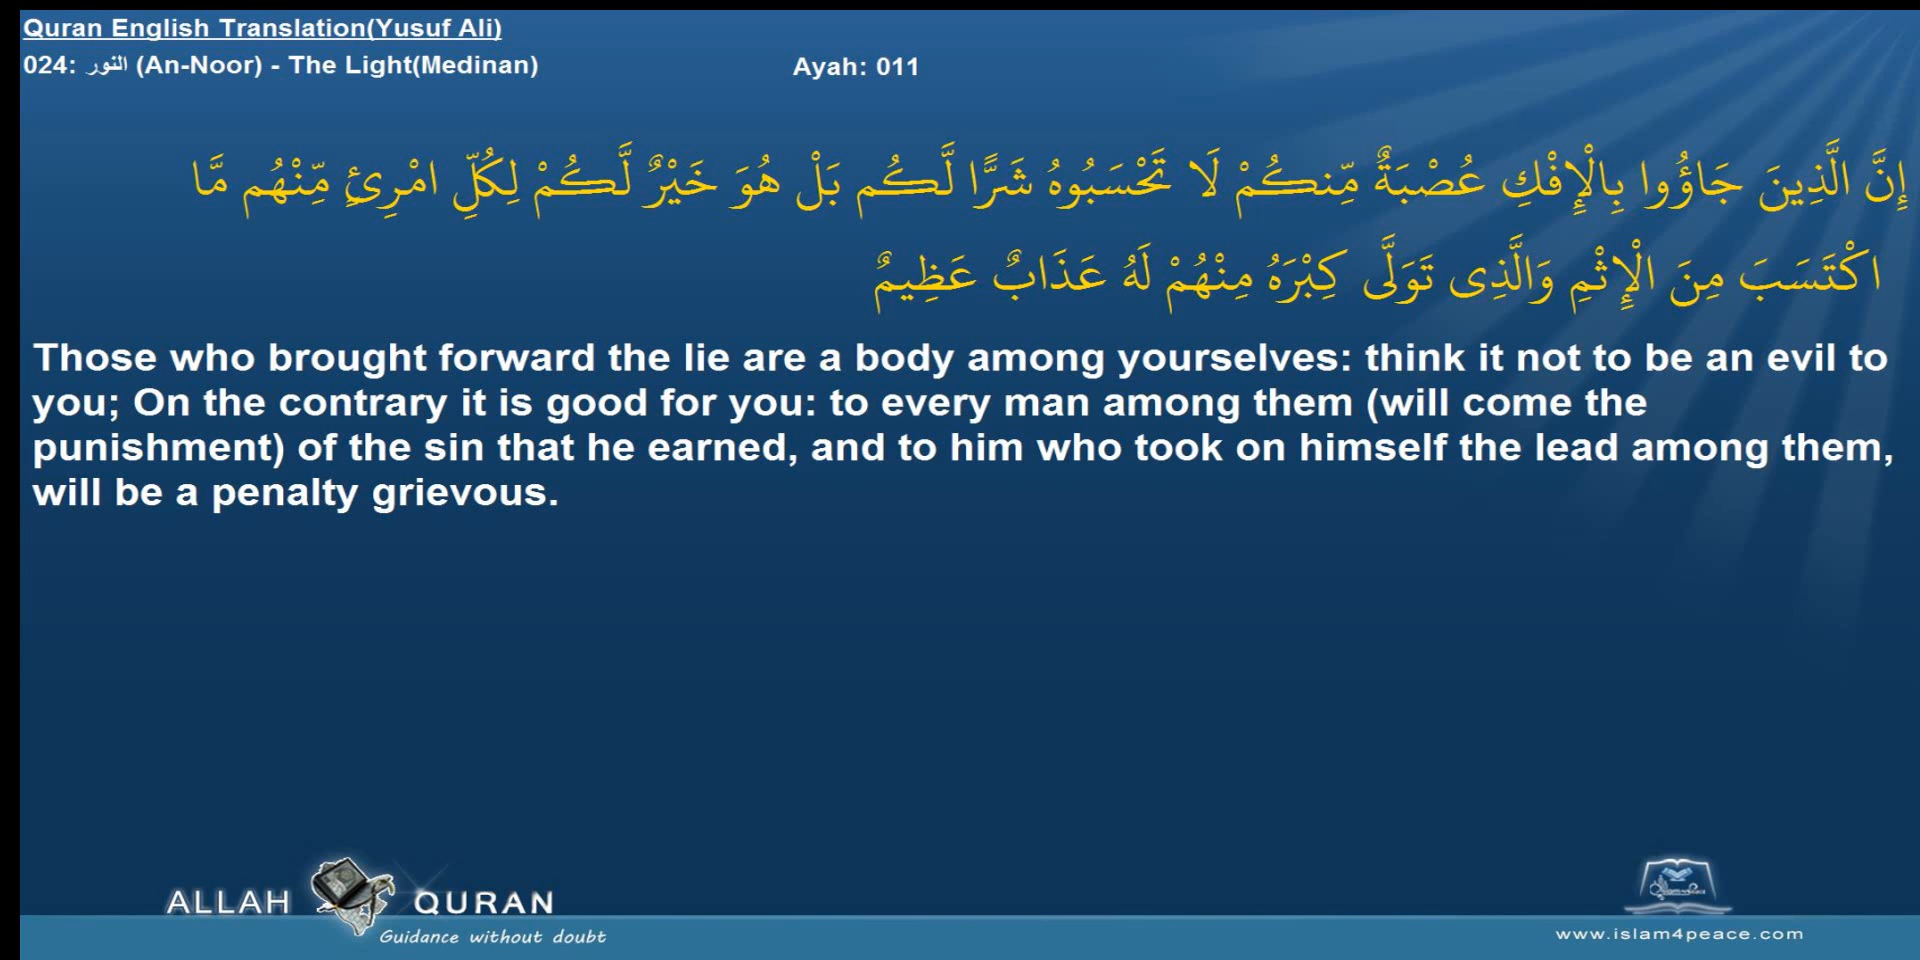 Quran English Translation(Yusuf Ali)
024: النور (An-Noor) - The Light(Medinan) Ayah: 011
إِنَّ الَّذِينَ جَاؤُوا بِالْإِفْكِ عُصْبَةٌ مِّنكُمْ لَا تَحْسَبُوهُ شَرًّا لَّكُم بَلْ هُوَ خَيْرٌ لَّكُمْ لِكُلِّ امْرِئٍ مِّنْهُم مَّا
اكْتَسَبَ مِنَ الْإِثْمِ وَالَّذِى تَوَلَّى كِبْرَهُ مِنْهُمْ لَهُ عَذَابٌ عَظِيمٌ
Those who brought forward the lie are a body among yourselves: think it not to be an evil to
you; On the contrary it is good for you: to every man among them (will come the
punishment) of the sin that he earned, and to him who took on himself the lead among them,
will be a penalty grievous.
ALLAH QURAN
Guidance without doubt
www.islam4peace.com